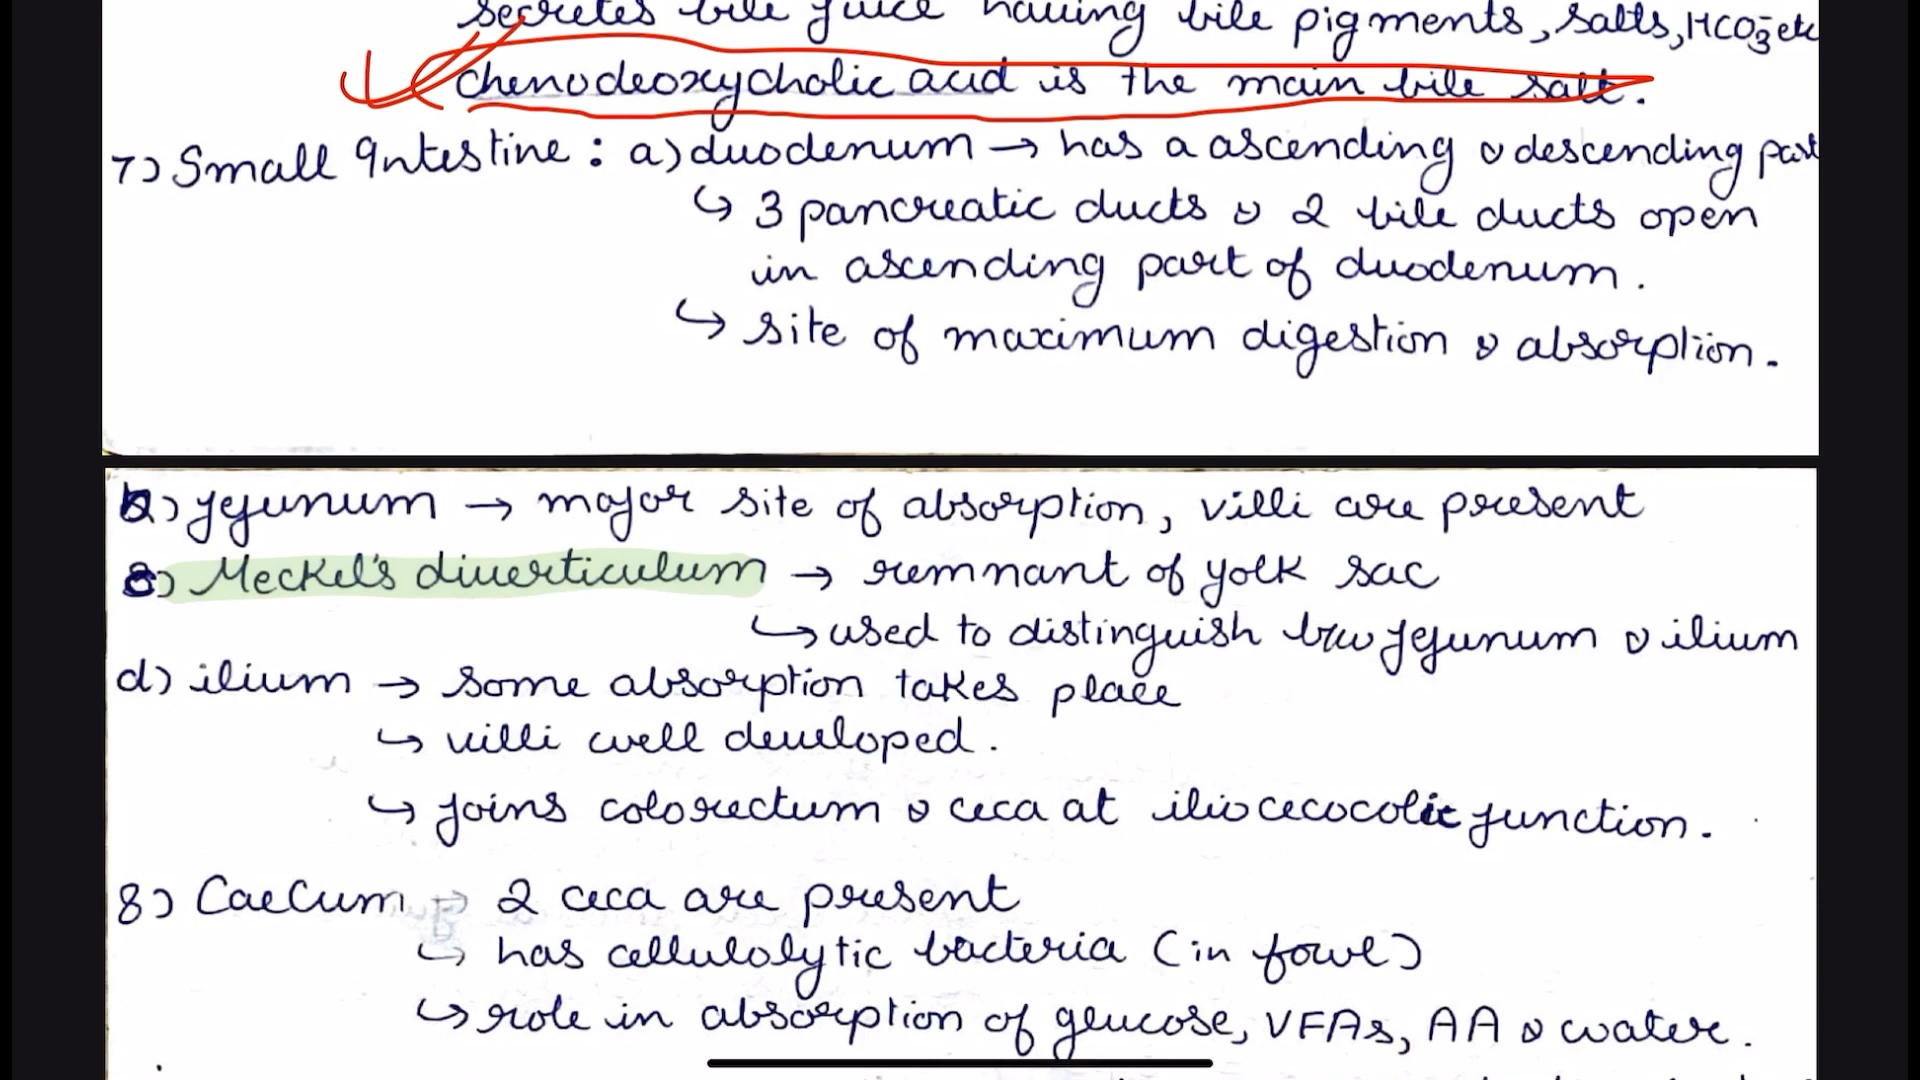 secretes bile juice having bile pigments, salts, HCO3⁻ etc
chenodeoxycholic acid is the main bile salt.
7) Small Intestine : a) duodenum → has a ascending & descending part
↳ 3 pancreatic ducts & 2 bile ducts open
in ascending part of duodenum.
↳ site of maximum digestion & absorption.
b) jejunum → major site of absorption, villi are present
c) Meckel's diverticulum → remnant of yolk sac
↳ used to distinguish b/w jejunum & ilium
d) ilium → some absorption takes place
↳ villi well developed.
↳ joins colorectum & ceca at iliocecocolic junction.
8) Caecum → 2 ceca are present
↳ has cellulolytic bacteria (in fowl)
↳ role in absorption of glucose, VFAs, AA & water.